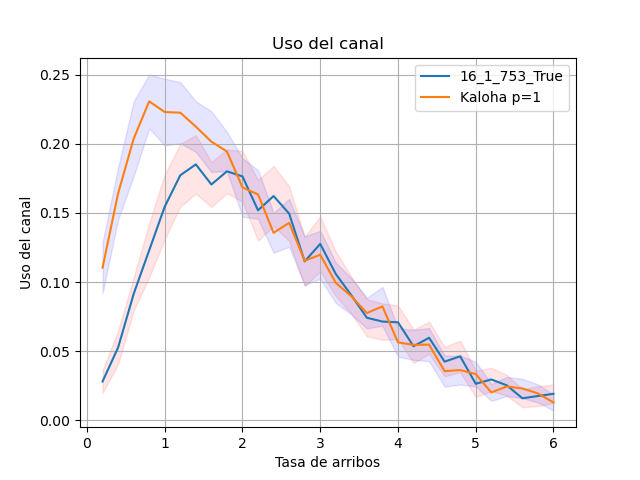 Uso del canal
16_1_753_True
Kaloha p=1
Uso del canal
0.25
0.20
0.15
0.10
0.05
0.00
0
1
2
3
4
5
6
Tasa de arribos